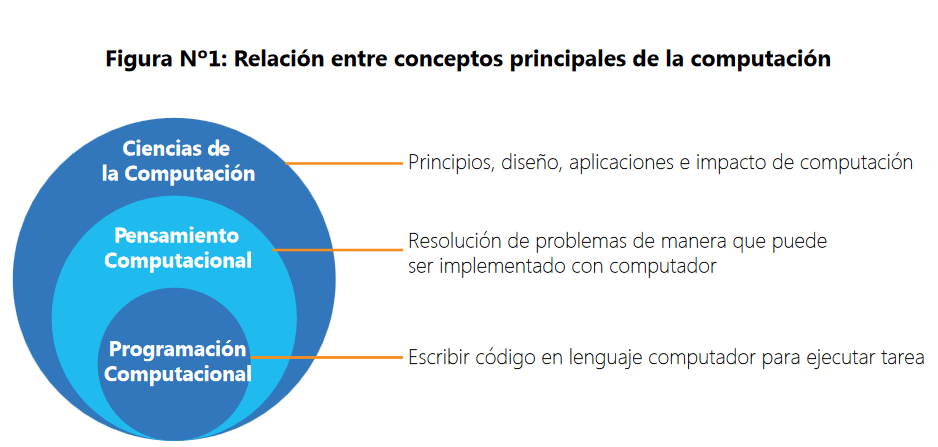 Figura Nº1: Relación entre conceptos principales de la computación
Ciencias de
la Computación
Principios, diseño, aplicaciones e impacto de computación
Pensamiento
Computacional
Resolución de problemas de manera que puede
ser implementado con computador
Programación
Computacional
Escribir código en lenguaje computador para ejecutar tarea